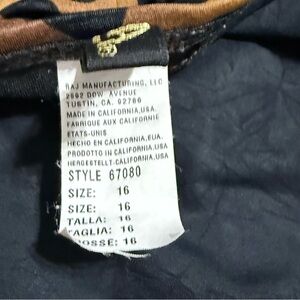 RAJ MANUFACTURING, LLC
2692 DOW AVENUE
TUSTIN, CA. 92780
MADE IN CALIFORNIA,USA.
FABRIQUE AUX CALIFORNIE
ETATS-UNIS
HECHO EN CALIFORNIA,EUA.
PRODOTTO IN CALIFORNIA,USA.
HERGESTELLT.CALIFORNIA,USA.
STYLE 67080
SIZE: 16
SIZE: 16
TALLA: 16
TAGLIA: 16
GROSSE: 16